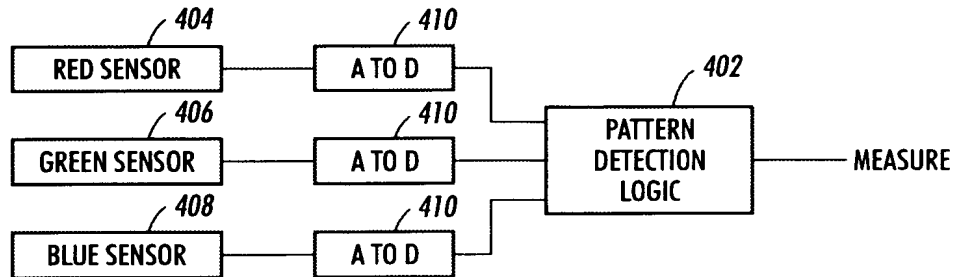 404
RED SENSOR
410
A TO D
406
GREEN SENSOR
410
A TO D
408
BLUE SENSOR
410
A TO D
402
PATTERN
DETECTION
LOGIC
MEASURE